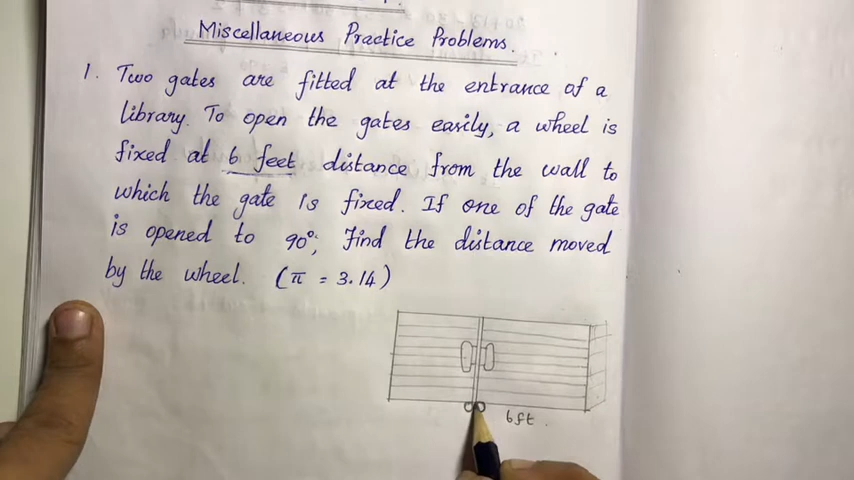 Miscellaneous Practice Problems.
1. Two gates are fitted at the entrance of a
library. To open the gates easily, a wheel is
fixed at 6 feet distance from the wall to
which the gate is fixed. If one of the gate
is opened to 90°, Find the distance moved
by the wheel. (π = 3.14)
6ft.